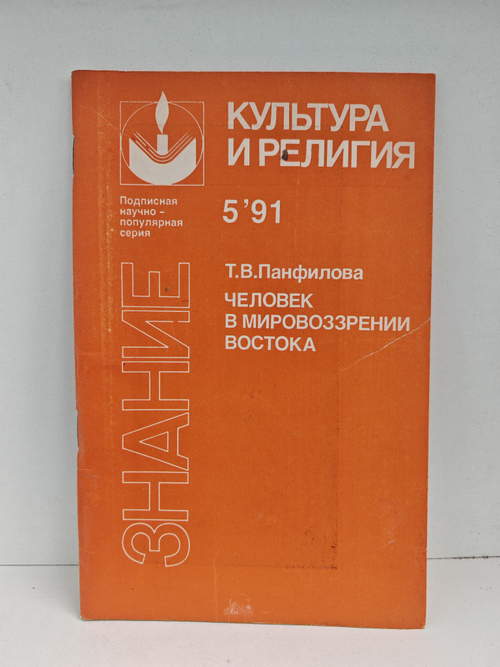 КУЛЬТУРА
И РЕЛИГИЯ
Подписная
научно –
популярная
серия
5'91
Т.В.Панфилова
ЧЕЛОВЕК
В МИРОВОЗЗРЕНИИ
ВОСТОКА
ЗНАНИЕ